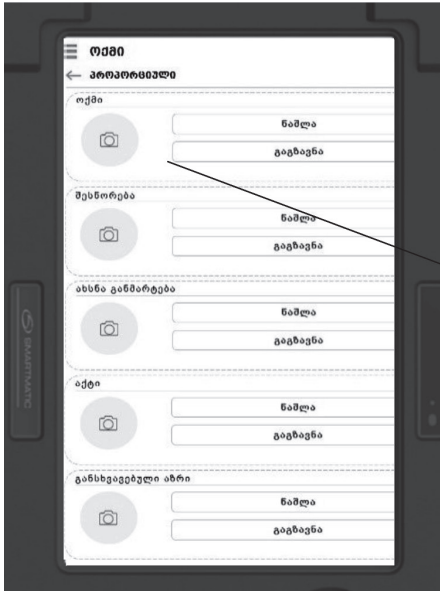 ოქმი
პროპორციული
ოქმი
წაშლა
გაგზავნა
შესწორება
წაშლა
გაგზავნა
ახსნა განმარტება
წაშლა
გაგზავნა
აქტი
წაშლა
გაგზავნა
განსხვავებული აზრი
წაშლა
გაგზავნა
SMARTMATIC